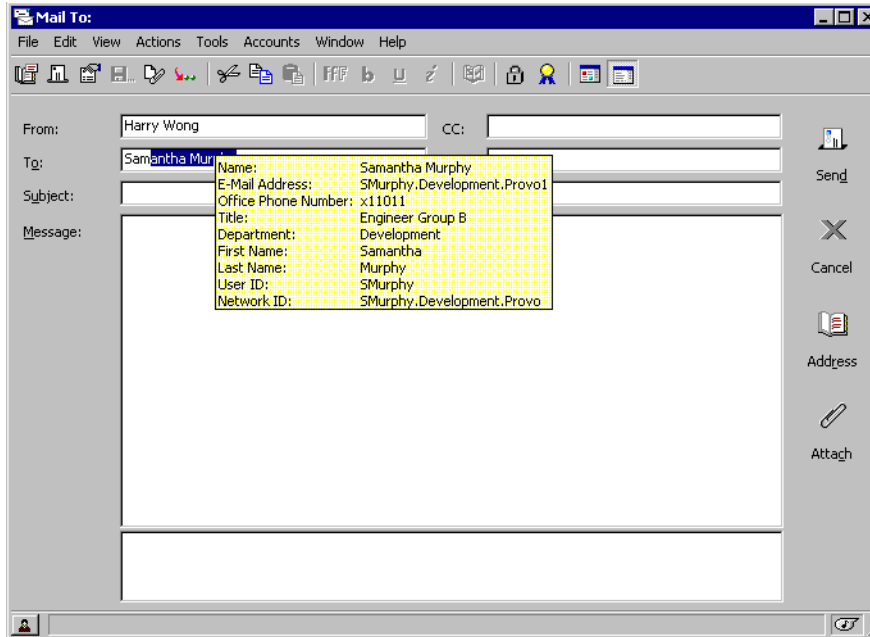 Mail To:
File Edit View Actions Tools Accounts Window Help
FfF b u i
From: Harry Wong CC:
To: Samantha
Name: Samantha Murphy
E-Mail Address: SMurphy.Development.Provo1
Office Phone Number: x11011
Title: Engineer Group B
Department: Development
First Name: Samantha
Last Name: Murphy
User ID: SMurphy
Network ID: SMurphy.Development.Provo
Subject:
Message:
Send
Cancel
Address
Attach